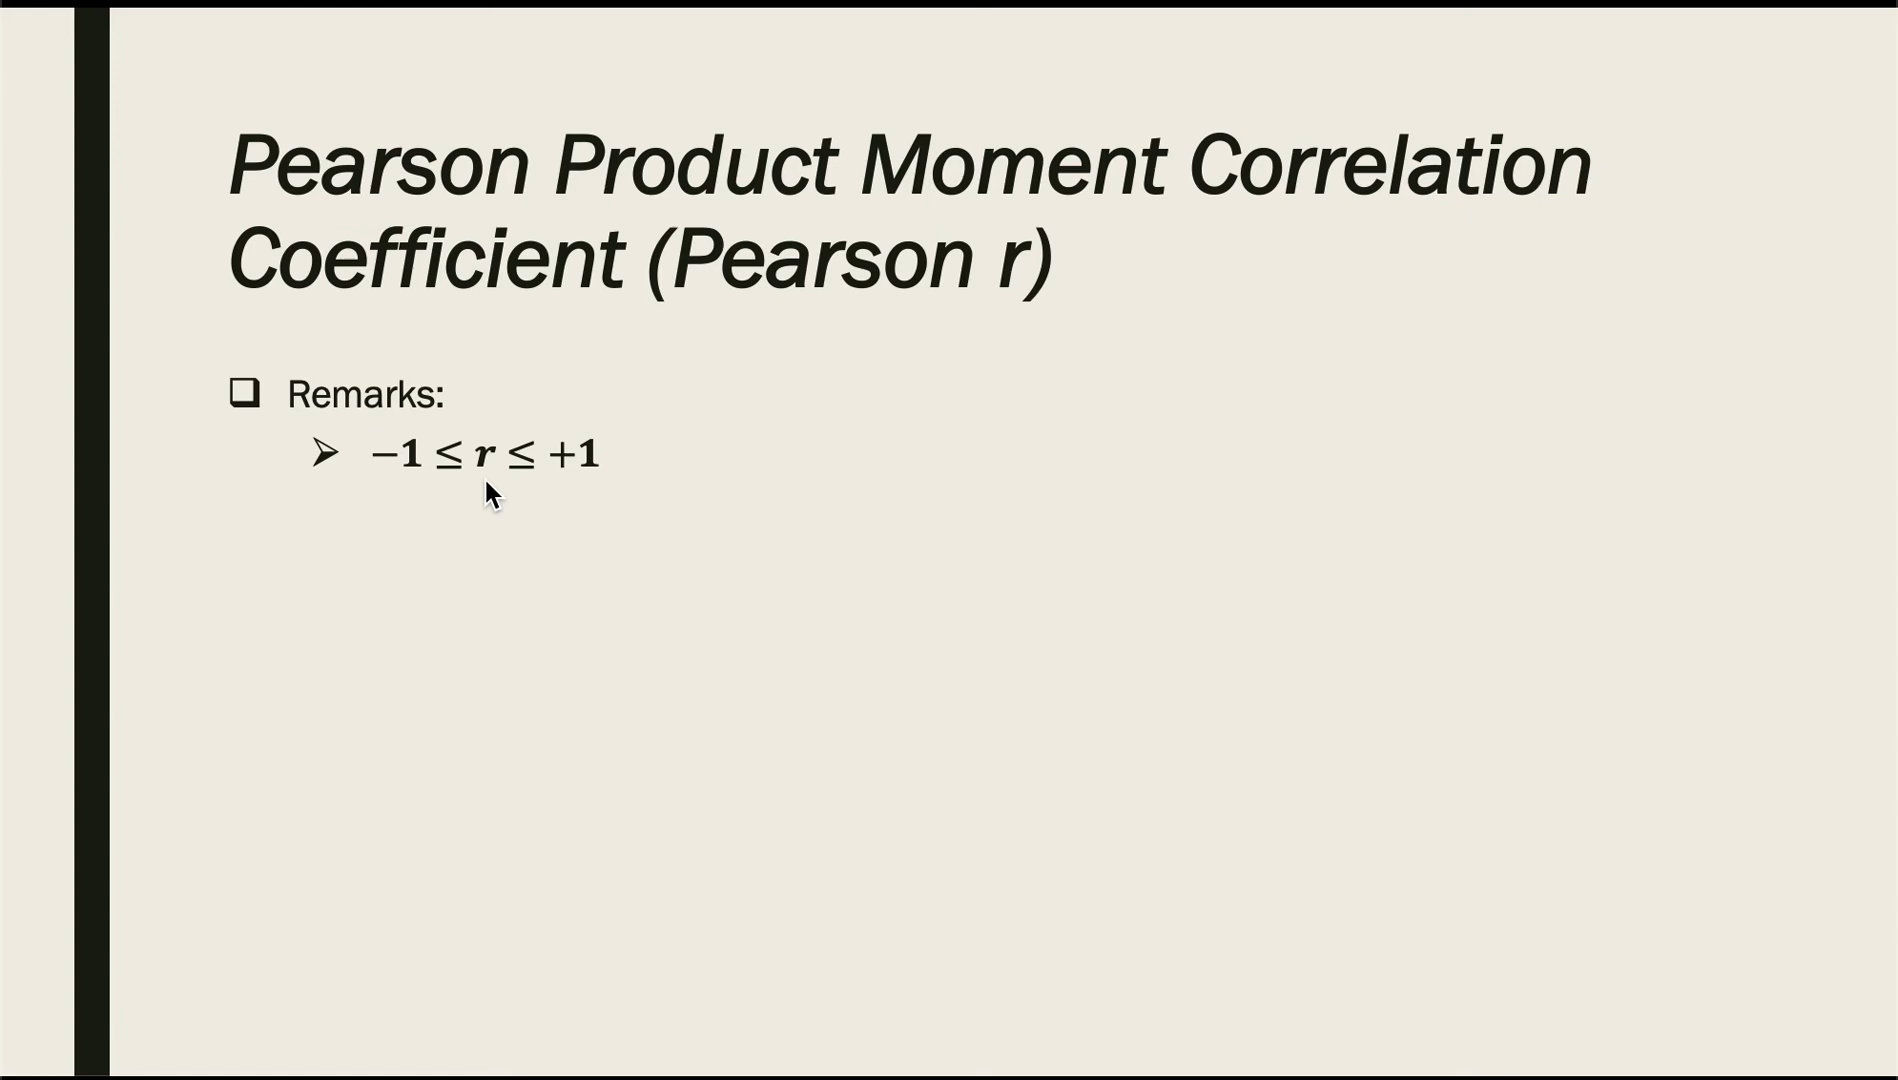 Pearson Product Moment Correlation
Coefficient (Pearson r)
❑ Remarks:
➢ −1 ≤ r ≤ +1